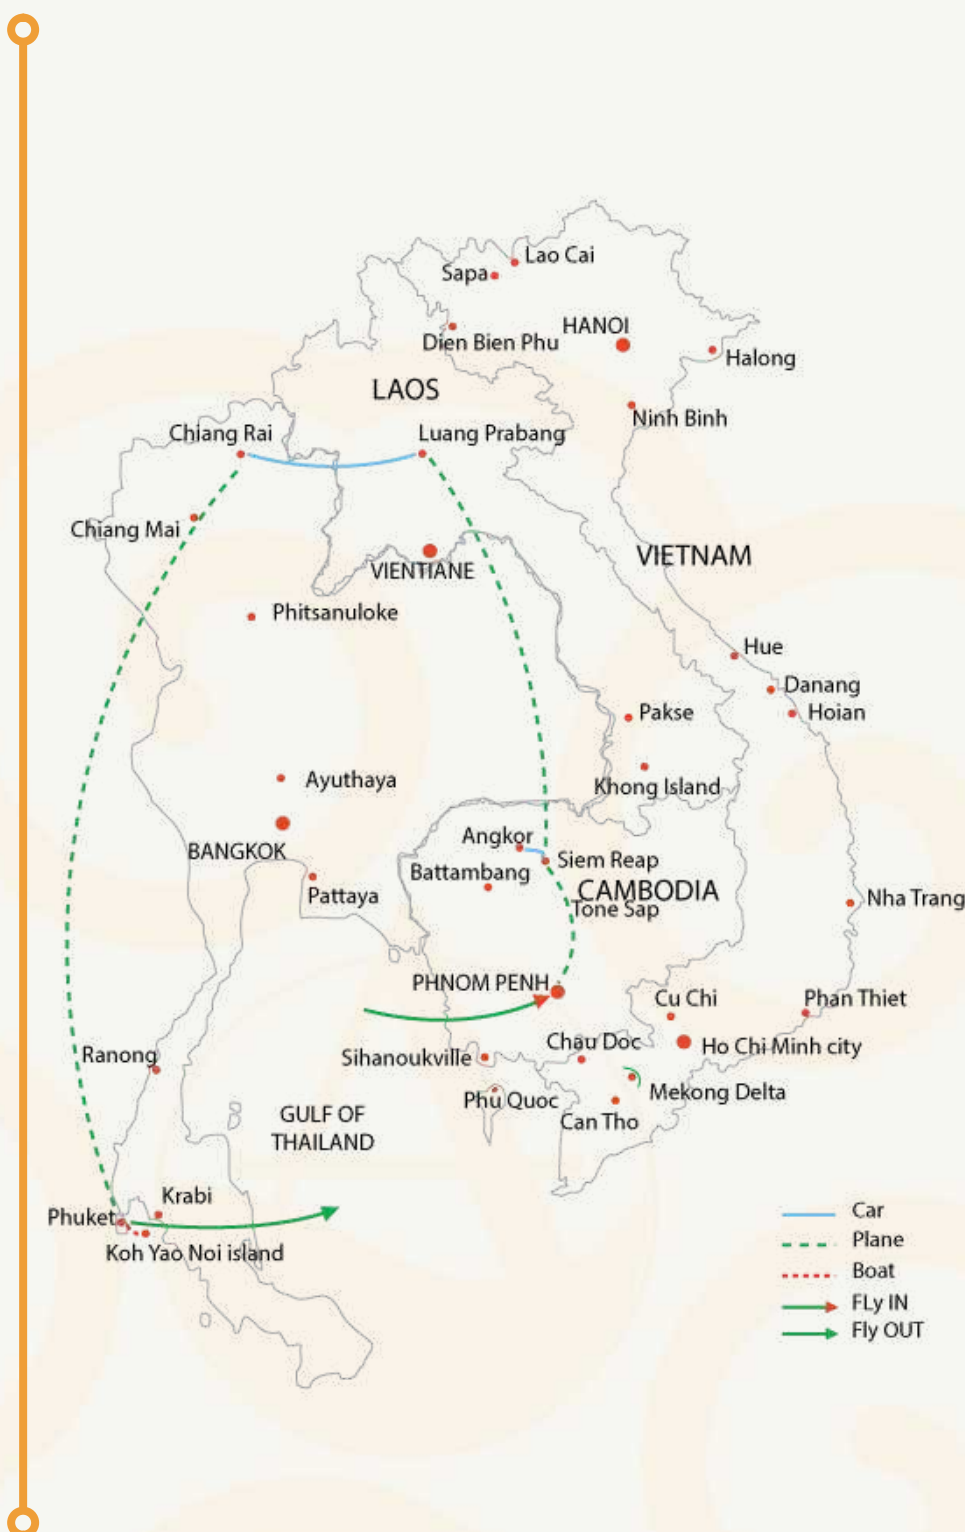 Lao Cai
Sapa
HANOI
Dien Bien Phu
Halong
LAOS
Ninh Binh
Chiang Rai
Luang Prabang
Chiang Mai
VIETNAM
VIENTIANE
Phitsanuloke
Hue
Danang
Pakse
Hoian
Ayuthaya
Khong Island
Angkor
BANGKOK
Siem Reap
Battambang
CAMBODIA
Pattaya
Nha Trang
Tone Sap
PHNOM PENH
Cu Chi
Phan Thiet
Chau Doc
Ho Chi Minh city
Ranong
Sihanoukville
Mekong Delta
Phu Quoc
GULF OF
THAILAND
Can Tho
Krabi
Phuket
Koh Yao Noi island
Car
Plane
Boat
FLy IN
Fly OUT